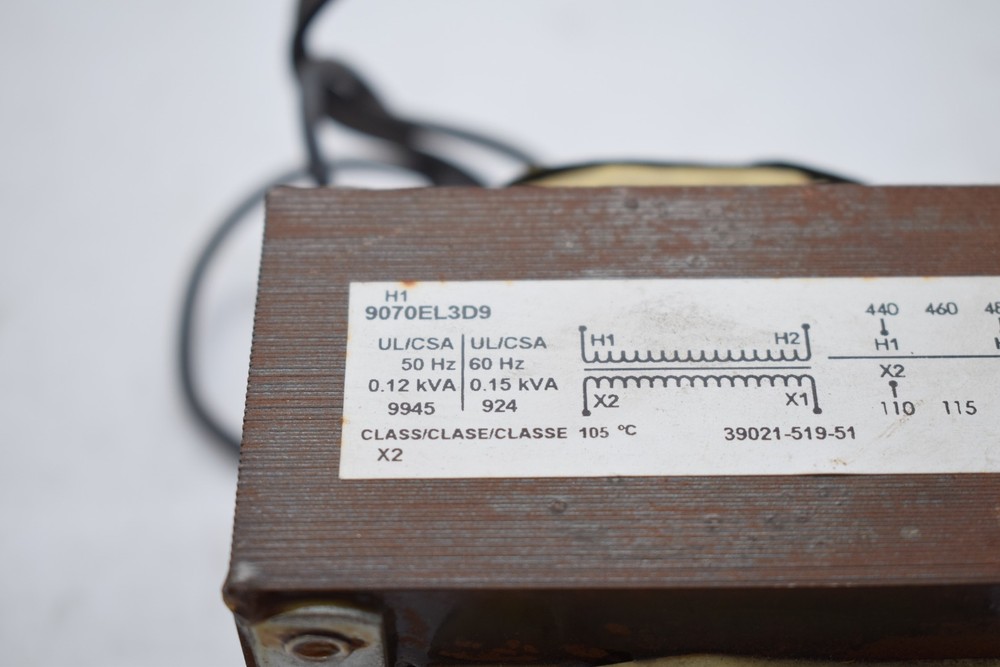 H1
9070EL3D9
UL/CSA UL/CSA
50 Hz 60 Hz
0.12 kVA 0.15 kVA
9945 924
CLASS/CLASE/CLASSE 105 ºC
X2
H1 H2
X2 X1
39021-519-51
440 460
H1
X2
110 115